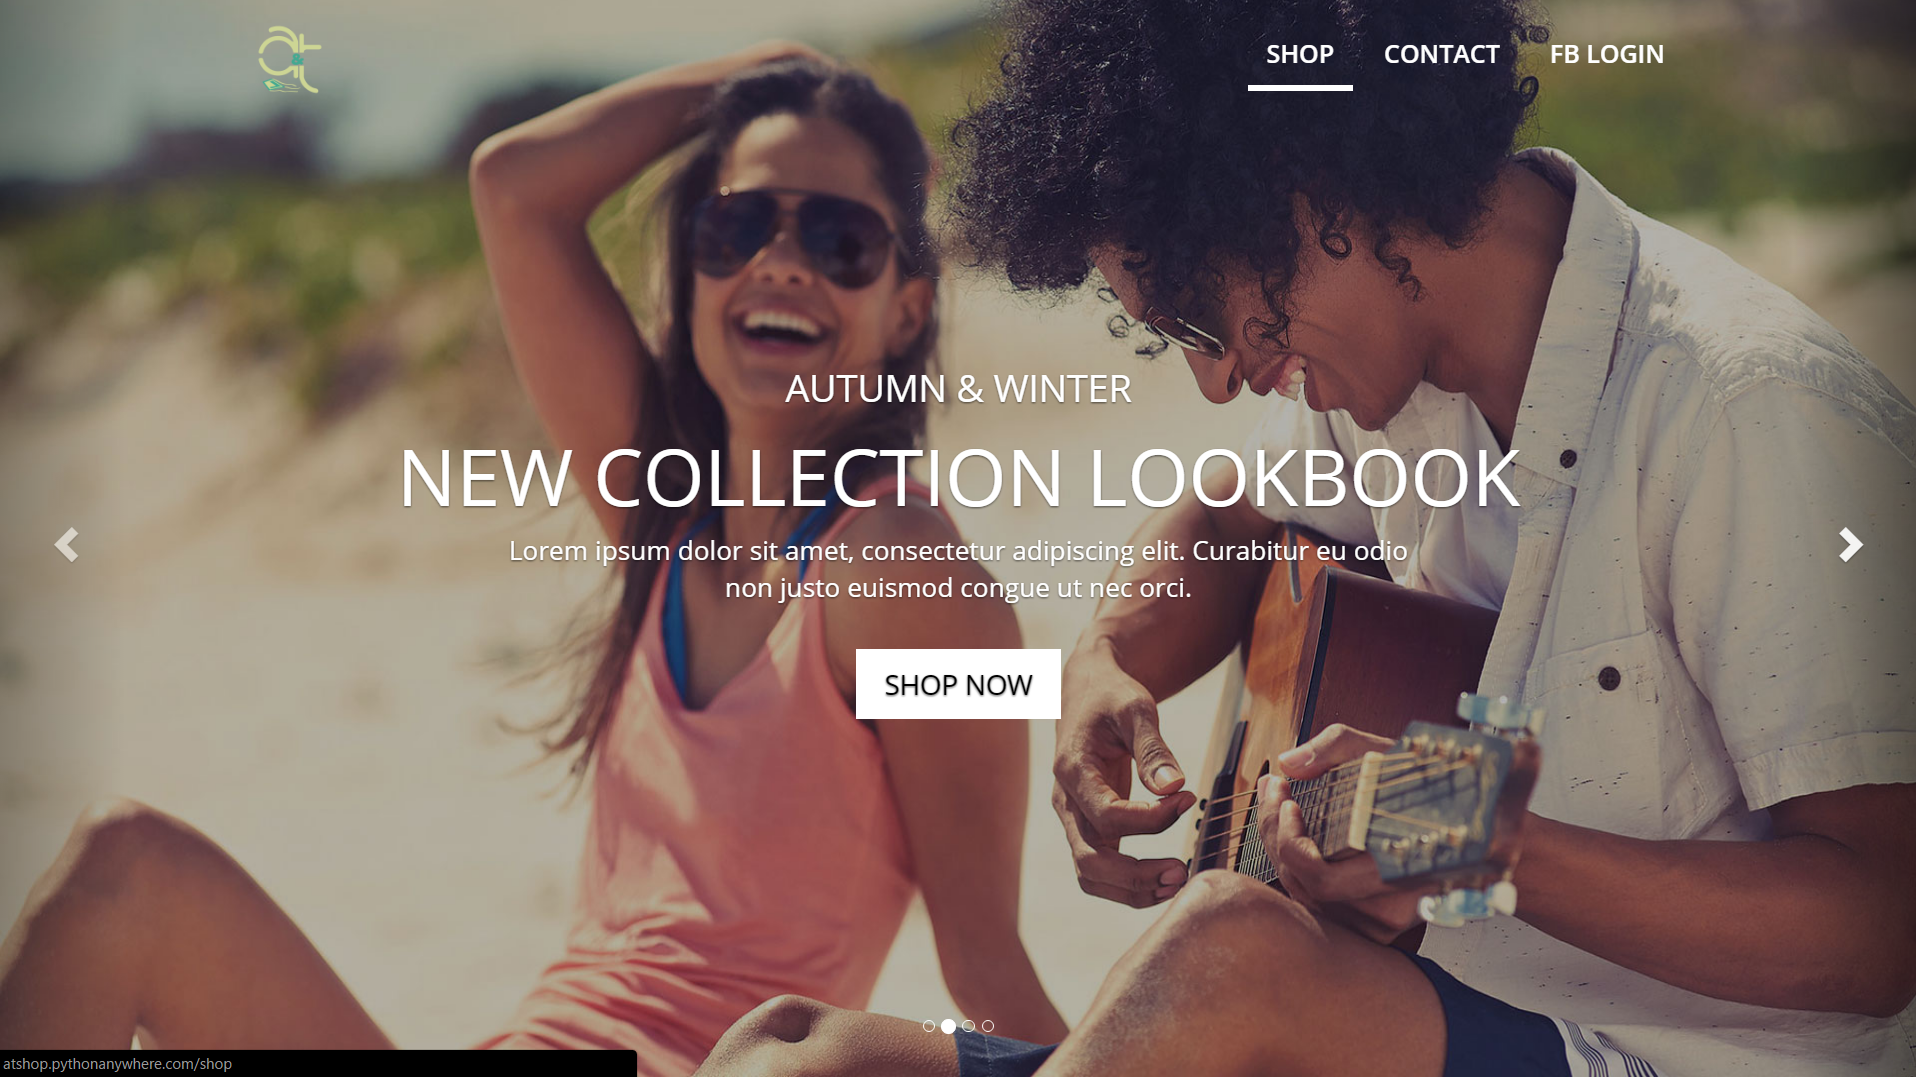 a&t
SHOP CONTACT FB LOGIN
AUTUMN & WINTER
NEW COLLECTION LOOKBOOK
Lorem ipsum dolor sit amet, consectetur adipiscing elit. Curabitur eu odio
non justo euismod congue ut nec orci.
SHOP NOW
atshop.pythonanywhere.com/shop